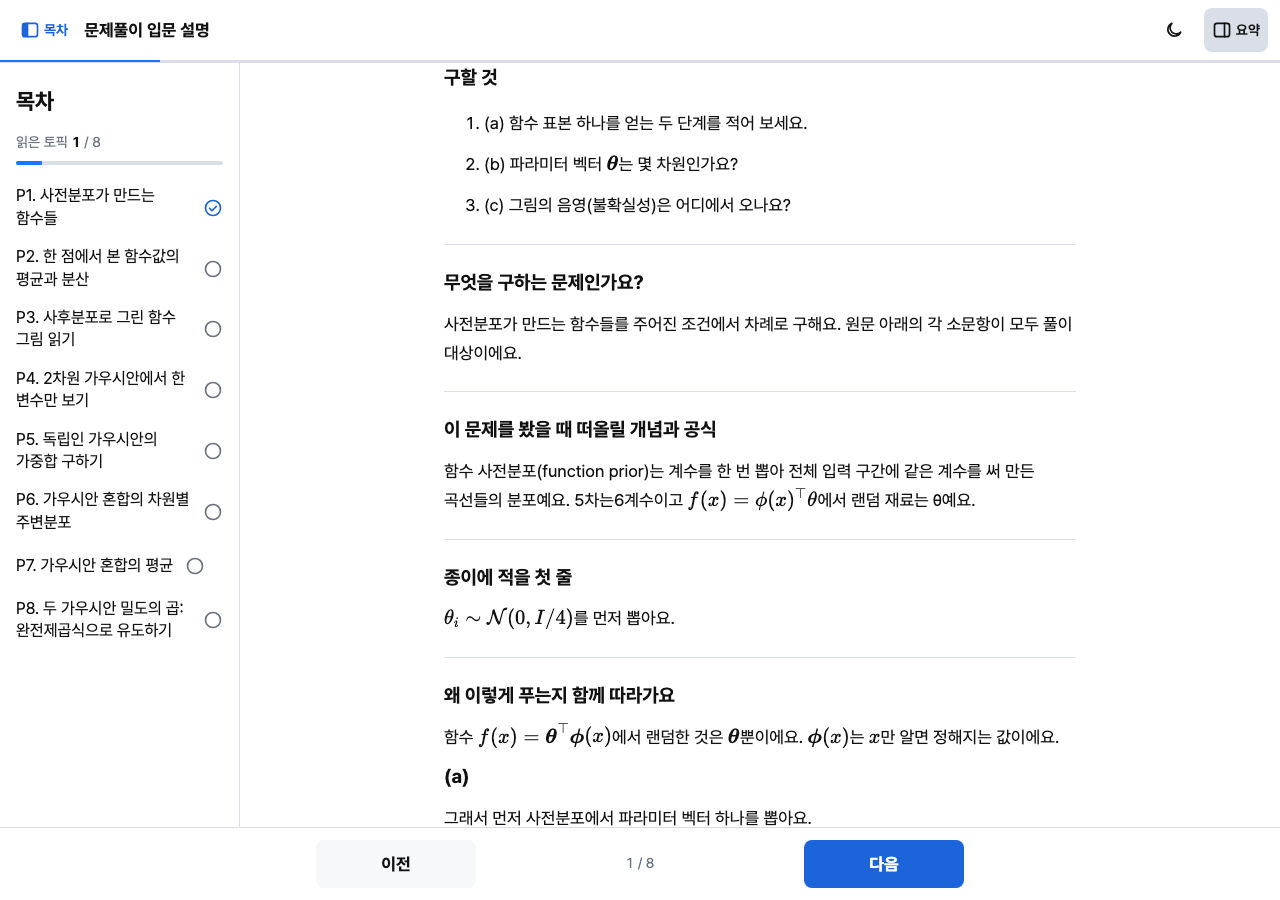 목차 문제풀이 입문 설명 요약
목차
읽은 토픽 1 / 8
P1. 사전분포가 만드는
함수들
P2. 한 점에서 본 함수값의
평균과 분산
P3. 사후분포로 그린 함수
그림 읽기
P4. 2차원 가우시안에서 한
변수만 보기
P5. 독립인 가우시안의
가중합 구하기
P6. 가우시안 혼합의 차원별
주변분포
P7. 가우시안 혼합의 평균
P8. 두 가우시안 밀도의 곱:
완전제곱식으로 유도하기
구할 것
1. (a) 함수 표본 하나를 얻는 두 단계를 적어 보세요.
2. (b) 파라미터 벡터 θ는 몇 차원인가요?
3. (c) 그림의 음영(불확실성)은 어디에서 오나요?
무엇을 구하는 문제인가요?
사전분포가 만드는 함수들를 주어진 조건에서 차례로 구해요. 원문 아래의 각 소문항이 모두 풀이
대상이에요.
이 문제를 봤을 때 떠올릴 개념과 공식
함수 사전분포(function prior)는 계수를 한 번 뽑아 전체 입력 구간에 같은 계수를 써 만든
곡선들의 분포예요. 5차는6계수이고 f(x) = ϕ(x)⊤θ에서 랜덤 재료는 θ예요.
종이에 적을 첫 줄
θi ∼ 𝒩(0, I/4)를 먼저 뽑아요.
왜 이렇게 푸는지 함께 따라가요
함수 f(x) = θ⊤ϕ(x)에서 랜덤한 것은 θ뿐이에요. ϕ(x)는 x만 알면 정해지는 값이에요.
(a)
그래서 먼저 사전분포에서 파라미터 벡터 하나를 뽑아요.
이전 1 / 8 다음